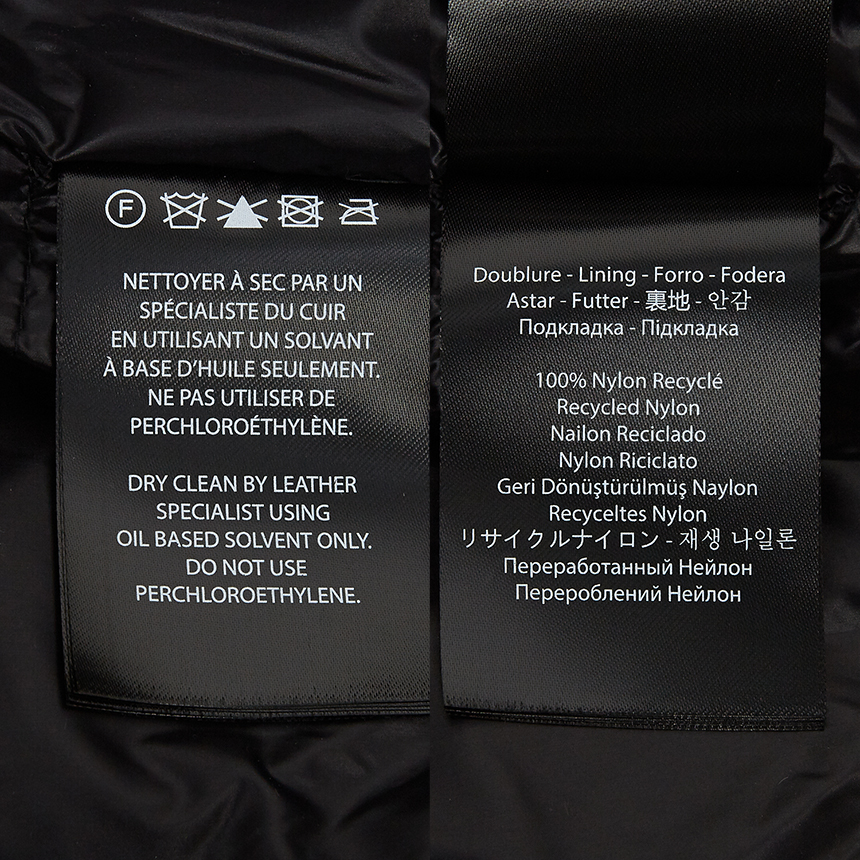 F
NETTOYER À SEC PAR UN
SPÉCIALISTE DU CUIR
EN UTILISANT UN SOLVANT
À BASE D'HUILE SEULEMENT.
NE PAS UTILISER DE
PERCHLOROÉTHYLÈNE.
DRY CLEAN BY LEATHER
SPECIALIST USING
OIL BASED SOLVENT ONLY.
DO NOT USE
PERCHLOROETHYLENE.
Doublure - Lining - Forro - Fodera
Astar - Futter - 裏地 - 안감
Подкладка - Підкладка
100% Nylon Recyclé
Recycled Nylon
Nailon Reciclado
Nylon Riciclato
Geri Dönüştürülmüş Naylon
Recyceltes Nylon
リサイクルナイロン - 재생 나일론
Переработанный Нейлон
Перероблений Нейлон